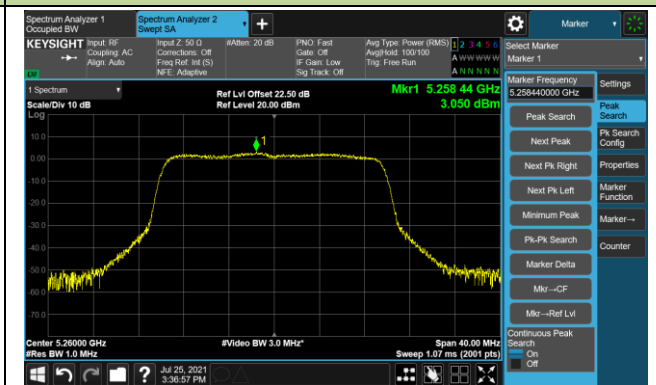 Spectrum Analyzer 1
Occupied BW
Spectrum Analyzer 2
Swept SA
+
Marker
KEYSIGHT
Input: RF
Coupling: AC
Align: Auto
Input Z: 50 Ω
Corrections: Off
Freq Ref: Int (S)
NFE: Adaptive
#Atten: 20 dB
PNO: Fast
Gate: Off
IF Gain: Low
Sig Track: Off
Avg Type: Power (RMS)
Avg|Hold: 100/100
Trig: Free Run
1 2 3 4 5 6
A W W W W W
A N N N N N
LXI
Select Marker
Marker 1
1 Spectrum
Scale/Div 10 dB
Log
Ref Lvl Offset 22.50 dB
Ref Level 20.00 dBm
Mkr1 5.258 44 GHz
3.050 dBm
1
10.0
0.00
-10.0
-20.0
-30.0
-40.0
-50.0
-60.0
-70.0
Center 5.26000 GHz
#Res BW 1.0 MHz
#Video BW 3.0 MHz*
Span 40.00 MHz
Sweep 1.07 ms (2001 pts)
Marker Frequency
5.258440000 GHz
Peak Search
Next Peak
Next Pk Right
Next Pk Left
Minimum Peak
Pk-Pk Search
Marker Delta
Mkr→CF
Mkr→Ref Lvl
Continuous Peak
Search
On
Off
Settings
Peak
Search
Pk Search
Config
Properties
Marker
Function
Marker→
Counter
?
Jul 25, 2021
3:36:57 PM